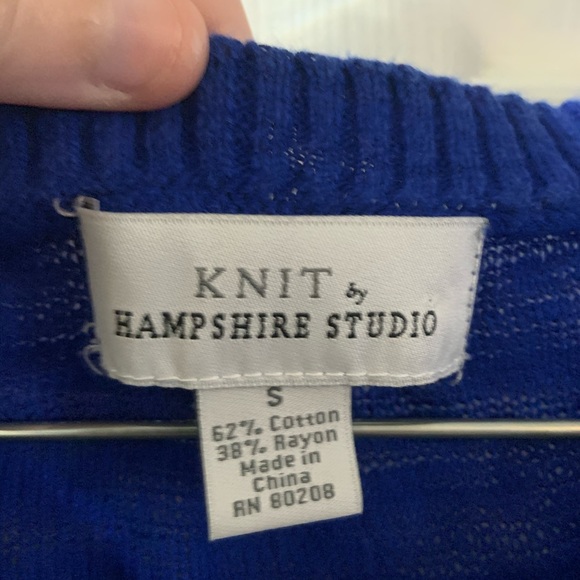 KNIT by
HAMPSHIRE STUDIO
S
62% Cotton
38% Rayon
Made in
China
RN 80208